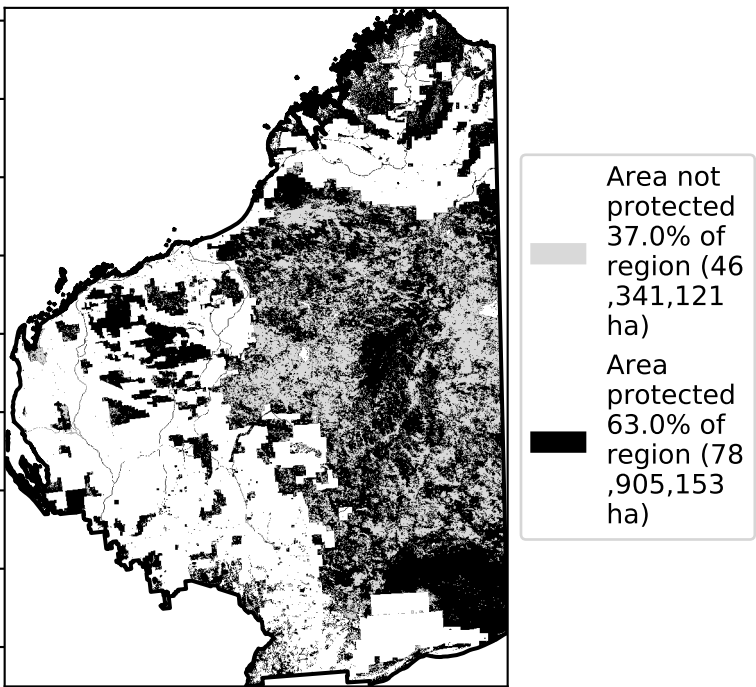 Area not
protected
37.0% of
region (46
,341,121
ha)
Area
protected
63.0% of
region (78
,905,153
ha)